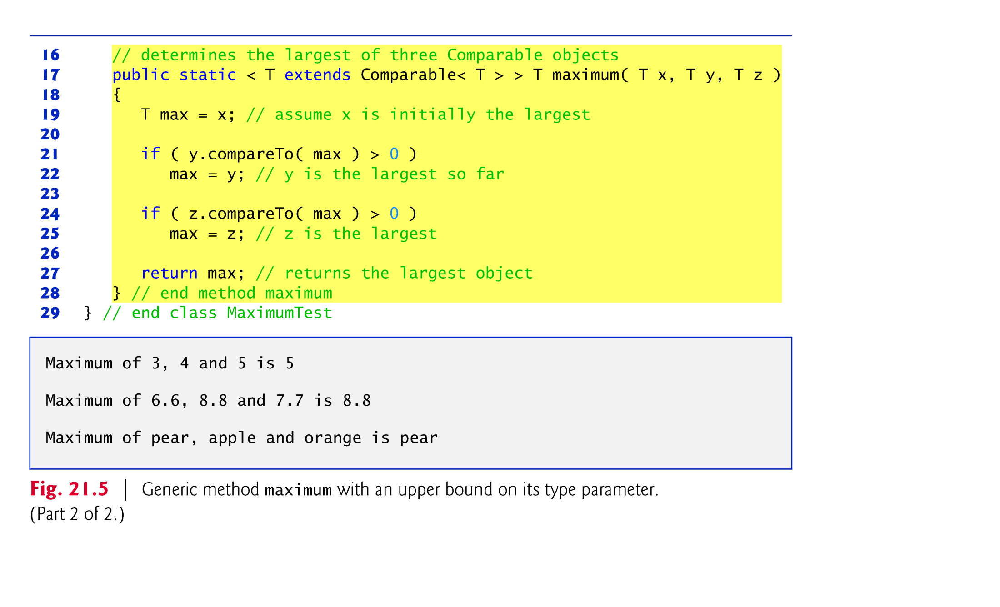 16 // determines the largest of three Comparable objects
17 public static < T extends Comparable< T > > T maximum( T x, T y, T z )
18 {
19 T max = x; // assume x is initially the largest
20
21 if ( y.compareTo( max ) > 0 )
22 max = y; // y is the largest so far
23
24 if ( z.compareTo( max ) > 0 )
25 max = z; // z is the largest
26
27 return max; // returns the largest object
28 } // end method maximum
29 } // end class MaximumTest
Maximum of 3, 4 and 5 is 5
Maximum of 6.6, 8.8 and 7.7 is 8.8
Maximum of pear, apple and orange is pear
Fig. 21.5 | Generic method maximum with an upper bound on its type parameter.
(Part 2 of 2.)